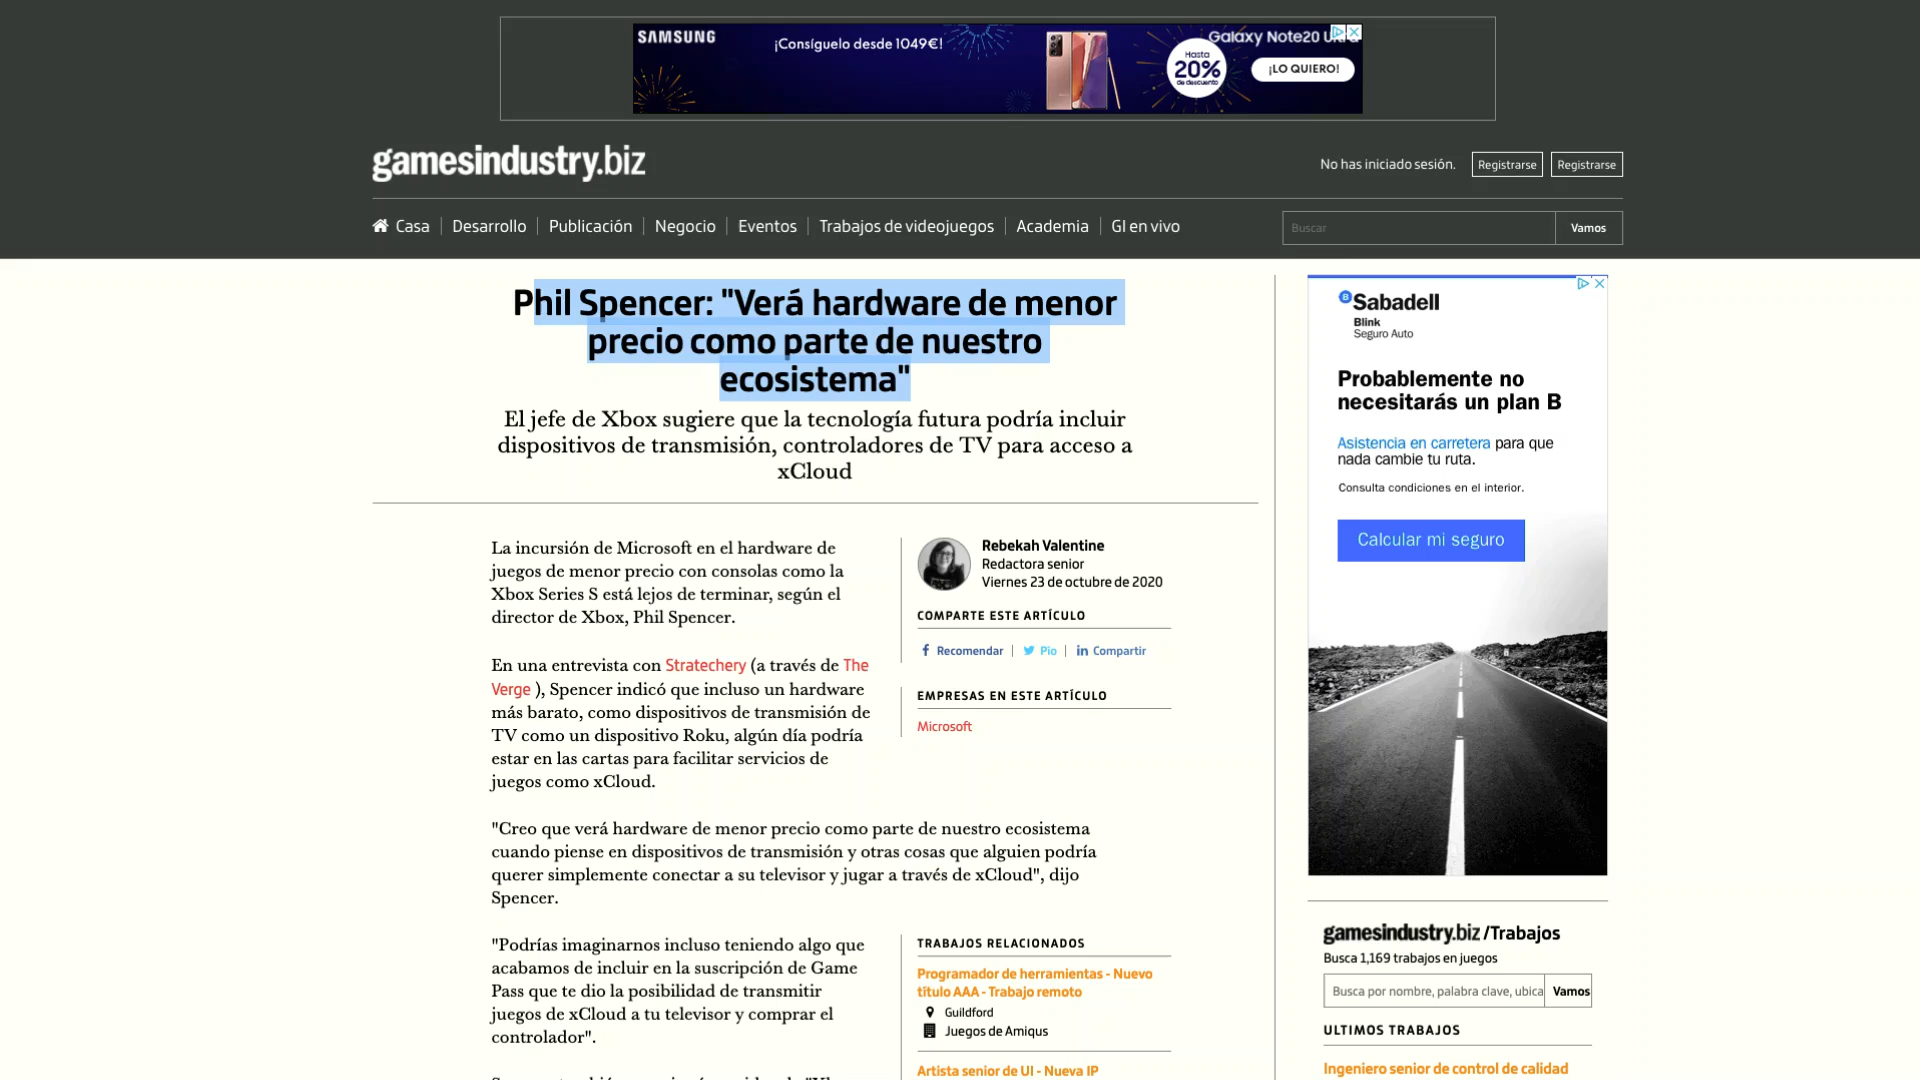 SAMSUNG
¡Consíguelo desde 1049€!
Galaxy Note20 Ultra
Hasta
20%
de descuento
¡LO QUIERO!
gamesindustry.biz
No has iniciado sesión.
Registrarse
Registrarse
Casa
Desarrollo
Publicación
Negocio
Eventos
Trabajos de videojuegos
Academia
GI en vivo
Buscar
Vamos
Phil Spencer: "Verá hardware de menor
precio como parte de nuestro
ecosistema"
El jefe de Xbox sugiere que la tecnología futura podría incluir
dispositivos de transmisión, controladores de TV para acceso a
xCloud
La incursión de Microsoft en el hardware de
juegos de menor precio con consolas como la
Xbox Series S está lejos de terminar, según el
director de Xbox, Phil Spencer.
En una entrevista con Stratechery (a través de The
Verge ), Spencer indicó que incluso un hardware
más barato, como dispositivos de transmisión de
TV como un dispositivo Roku, algún día podría
estar en las cartas para facilitar servicios de
juegos como xCloud.
"Creo que verá hardware de menor precio como parte de nuestro ecosistema
cuando piense en dispositivos de transmisión y otras cosas que alguien podría
querer simplemente conectar a su televisor y jugar a través de xCloud", dijo
Spencer.
"Podrías imaginarnos incluso teniendo algo que
acabamos de incluir en la suscripción de Game
Pass que te dio la posibilidad de transmitir
juegos de xCloud a tu televisor y comprar el
controlador".
Rebekah Valentine
Redactora senior
Viernes 23 de octubre de 2020
COMPARTE ESTE ARTÍCULO
Recomendar
Pío
Compartir
EMPRESAS EN ESTE ARTÍCULO
Microsoft
TRABAJOS RELACIONADOS
Programador de herramientas - Nuevo
título AAA - Trabajo remoto
Guildford
Juegos de Amiqus
Artista senior de UI - Nueva IP
Sabadell
Blink
Seguro Auto
Probablemente no
necesitarás un plan B
Asistencia en carretera para que
nada cambie tu ruta.
Consulta condiciones en el interior.
Calcular mi seguro
gamesindustry.biz /Trabajos
Busca 1,169 trabajos en juegos
Busca por nombre, palabra clave, ubica
Vamos
ULTIMOS TRABAJOS
Ingeniero senior de control de calidad